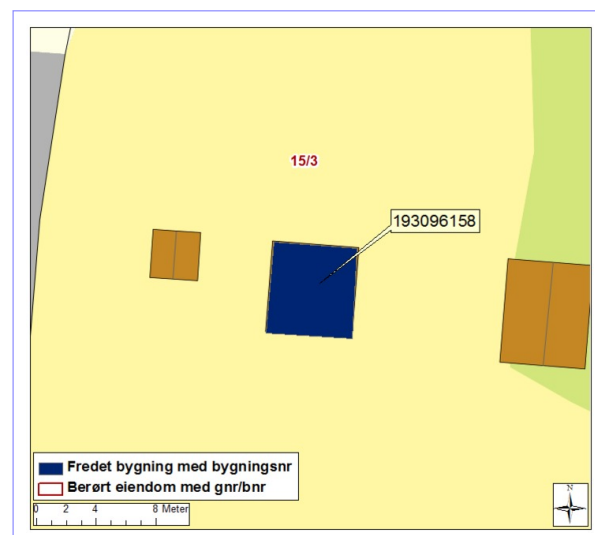 15/3
193096158
Fredet bygning med bygningsnr
Berørt eiendom med gnr/bnr
0 2 4 8 Meter
N